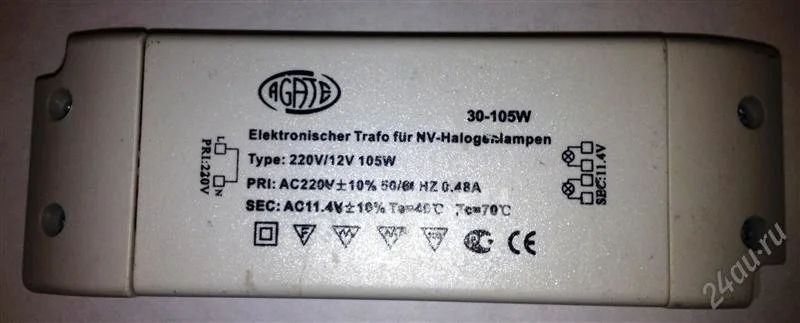 AGATE
30-105W
Elektronischer Trafo für NV-Halogenlampen
Type: 220V/12V 105W
PRI: AC220V±10% 50/60 HZ 0.48A
SEC: AC11.4V±10% Ta=40℃ Tc=70℃
L
PRI:220V
N
SEC:11.4V
F
CE
24au.ru